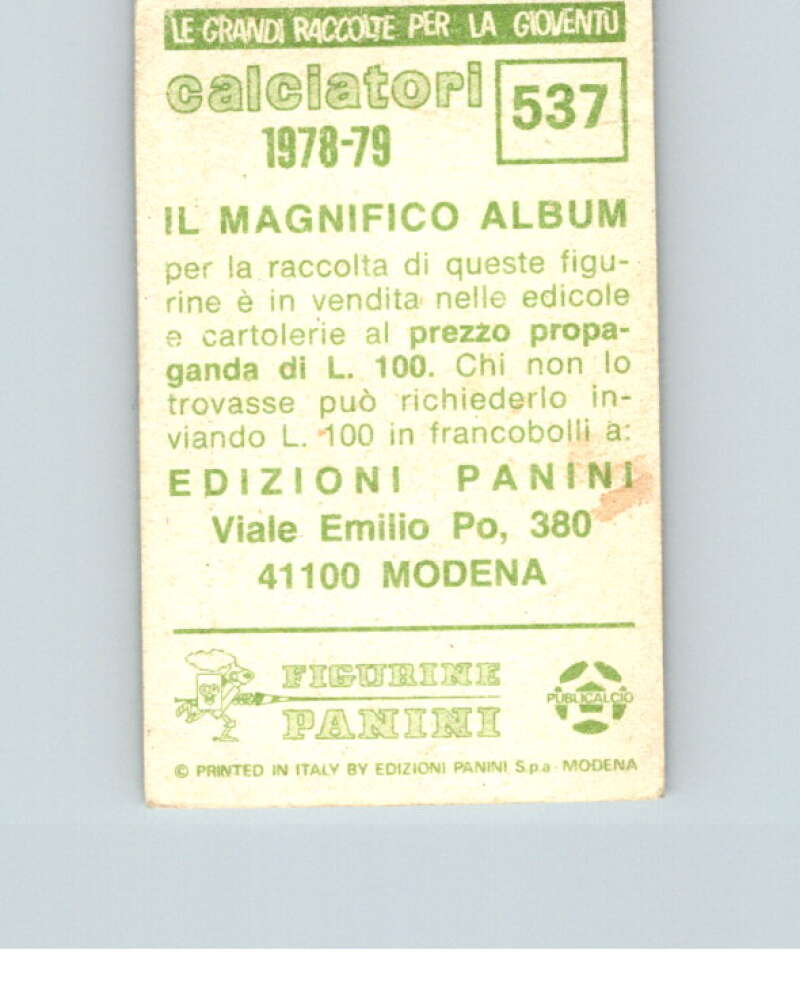 LE GRANDI RACCOLTE PER LA GIOVENTÙ
calciatori
1978-79
537
IL MAGNIFICO ALBUM
per la raccolta di queste figu-
rine è in vendita nelle edicole
e cartolerie al prezzo propa-
ganda di L. 100. Chi non lo
trovasse può richiederlo in-
viando L. 100 in francobolli a:
EDIZIONI PANINI
Viale Emilio Po, 380
41100 MODENA
FIGURINE
PANINI
PUBLICALCIO
© PRINTED IN ITALY BY EDIZIONI PANINI S.p.a - MODENA